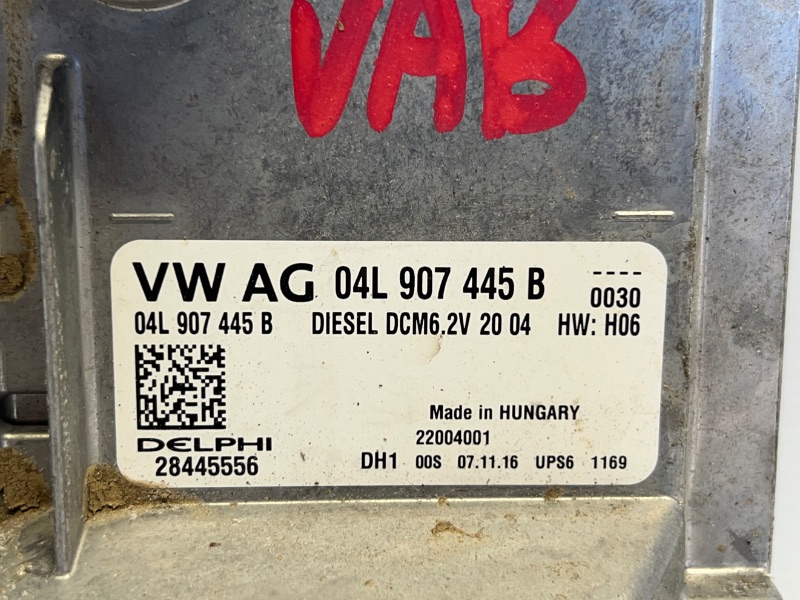 VAB
VW AG 04L 907 445 B ----
0030
04L 907 445 B DIESEL DCM6.2V 20 04 HW: H06
Made in HUNGARY
DELPHI 22004001
28445556 DH1 00S 07.11.16 UPS6 1169